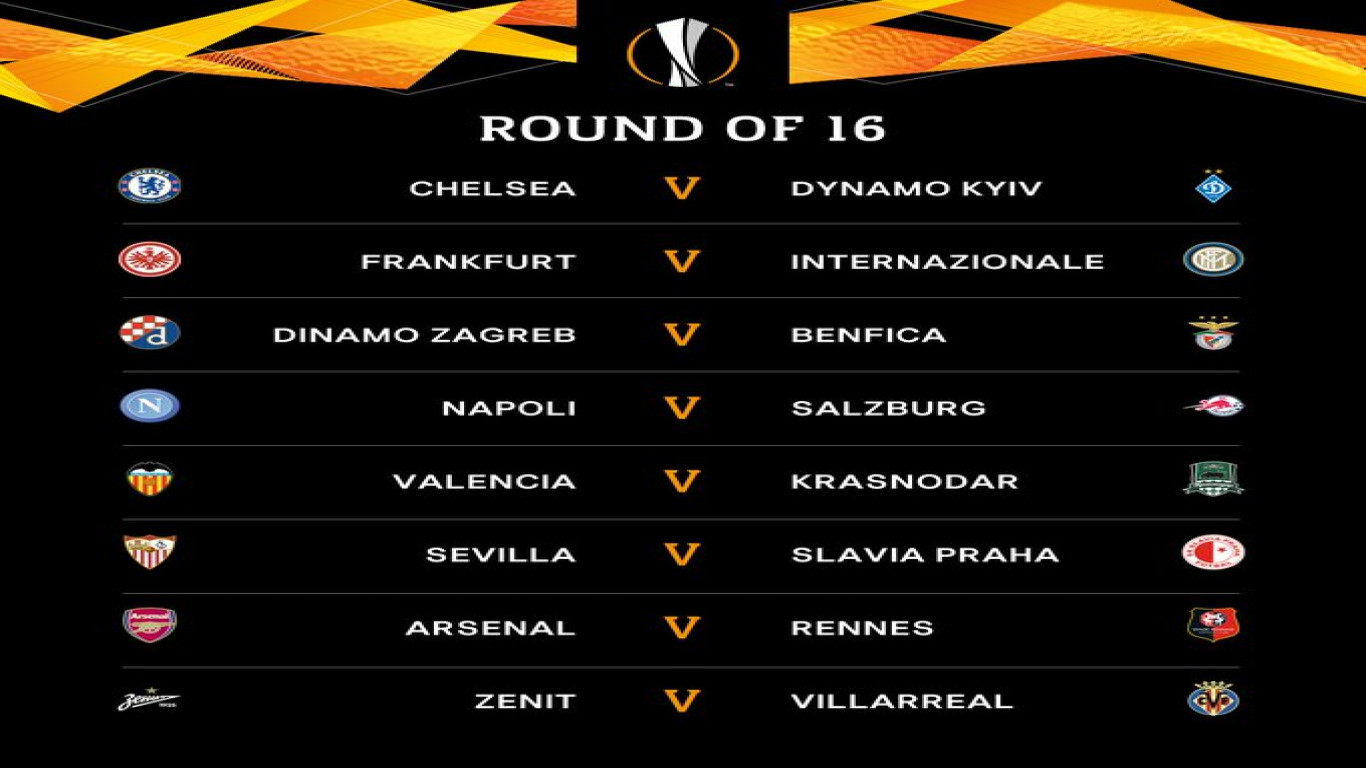 ROUND OF 16
CHELSEA V DYNAMO KYIV
FRANKFURT V INTERNAZIONALE
DINAMO ZAGREB V BENFICA
NAPOLI V SALZBURG
VALENCIA V KRASNODAR
SEVILLA V SLAVIA PRAHA
ARSENAL V RENNES
ZENIT V VILLARREAL